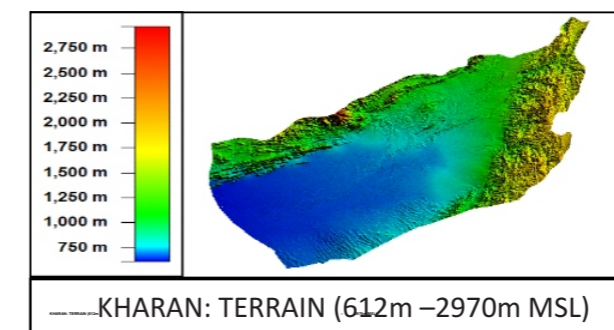 2,750 m
2,500 m
2,250 m
2,000 m
1,750 m
1,500 m
1,250 m
1,000 m
750 m
KHARAN: TERRAIN (612m –2970m MSL)